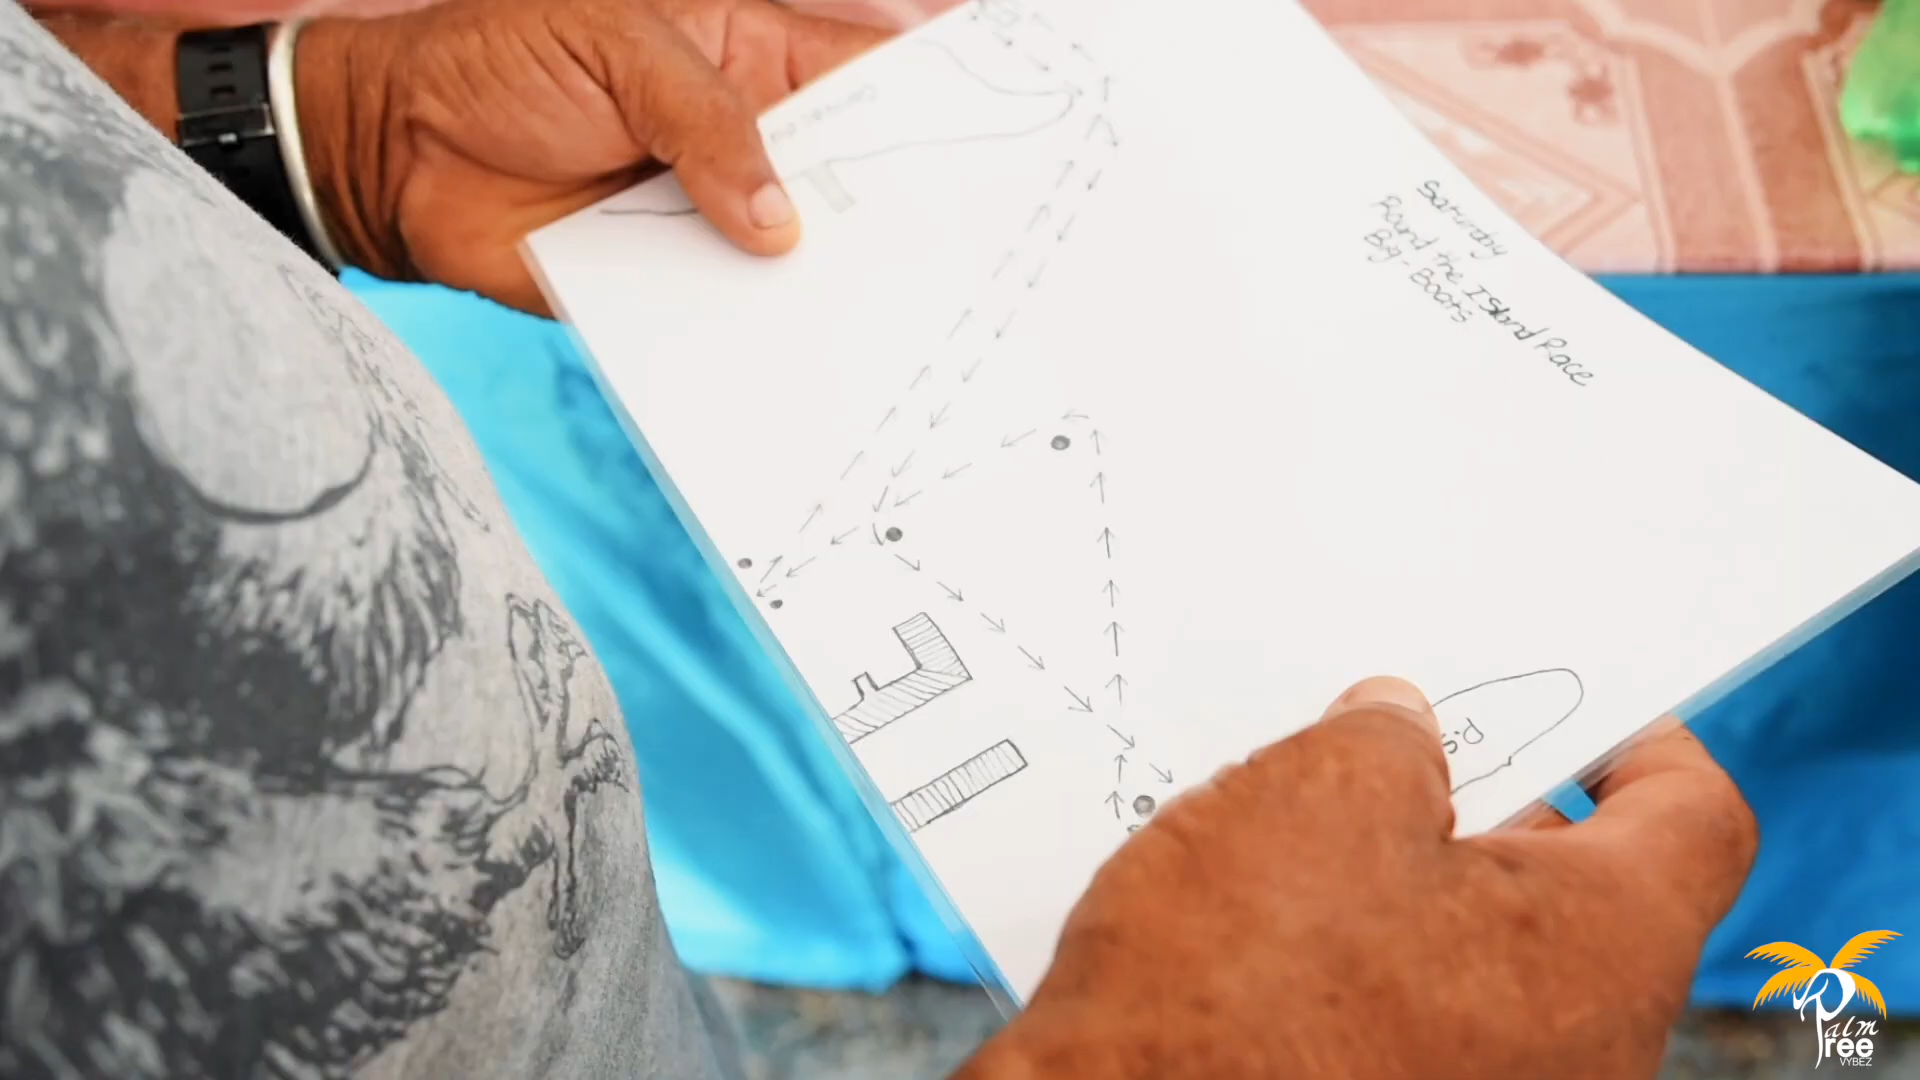 Saturday
Round the Island Race
Big-Boats
P.S
Palm
Tree
VYBEZ